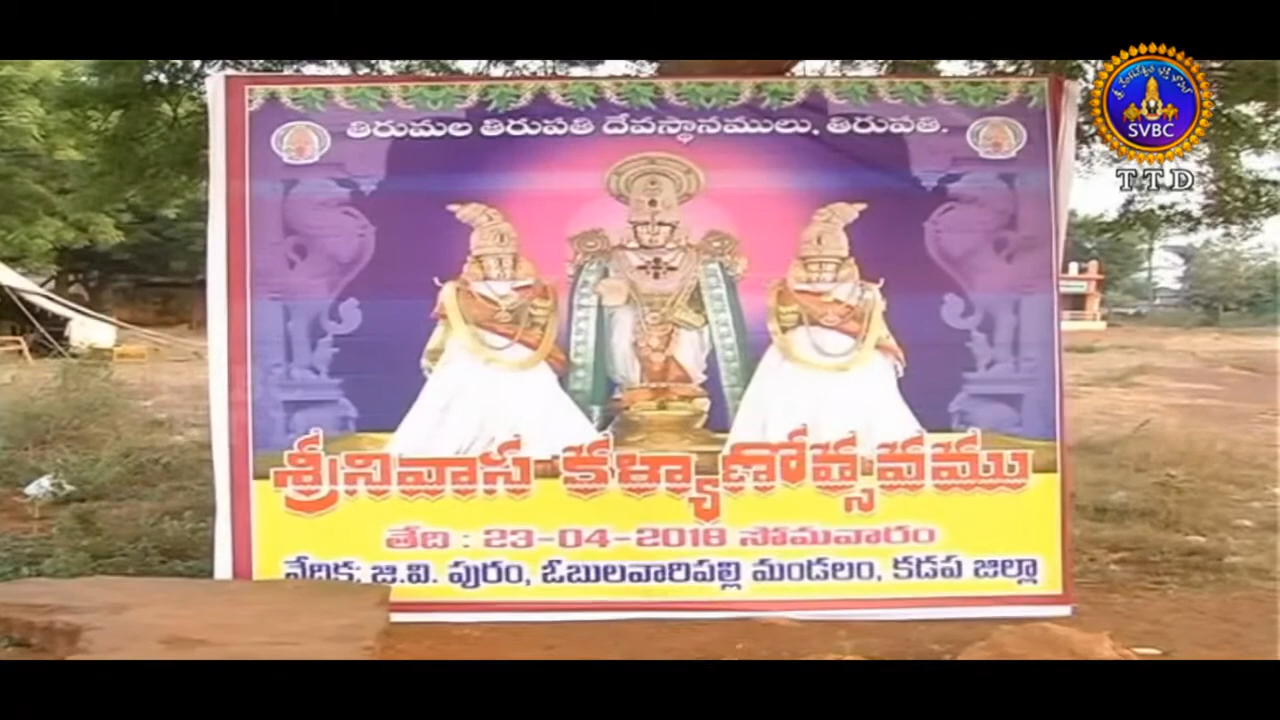 తిరుమల తిరుపతి దేవస్థానములు, తిరుపతి.
SVBC
TTD
శ్రీనివాస కళ్యాణోత్సవము
తేది : 23-04-2018 సోమవారం
వేదిక: జి.వి. పురం, ఓబులవారిపల్లి మండలం, కడప జిల్లా